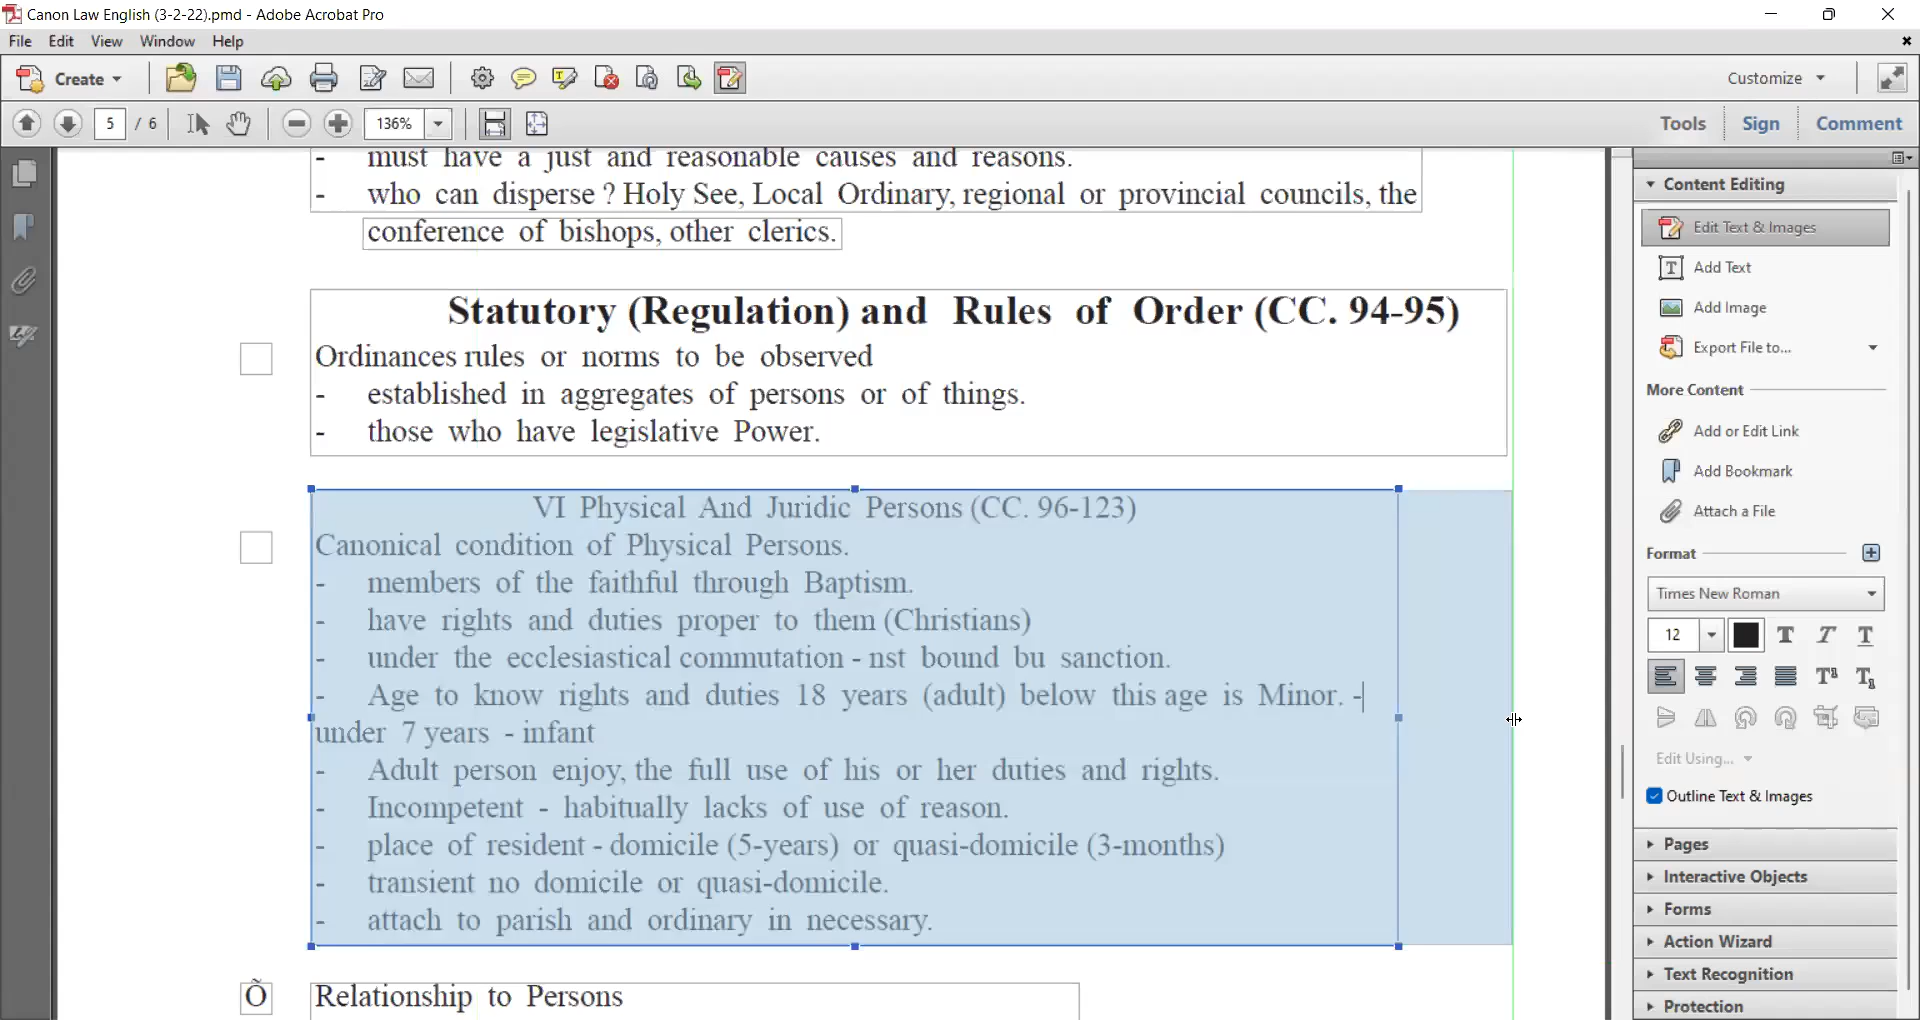 Canon Law English (3-2-22).pmd - Adobe Acrobat Pro
File Edit View Window Help
Create
Customize
5 / 6
136%
Tools Sign Comment
- must have a just and reasonable causes and reasons.
- who can disperse ? Holy See, Local Ordinary, regional or provincial councils, the
conference of bishops, other clerics.
Statutory (Regulation) and Rules of Order (CC. 94-95)
Ordinances rules or norms to be observed
- established in aggregates of persons or of things.
- those who have legislative Power.
VI Physical And Juridic Persons (CC. 96-123)
Canonical condition of Physical Persons.
- members of the faithful through Baptism.
- have rights and duties proper to them (Christians)
- under the ecclesiastical commutation - nst bound bu sanction.
- Age to know rights and duties 18 years (adult) below this age is Minor. -
under 7 years - infant
- Adult person enjoy, the full use of his or her duties and rights.
- Incompetent - habitually lacks of use of reason.
- place of resident - domicile (5-years) or quasi-domicile (3-months)
- transient no domicile or quasi-domicile.
- attach to parish and ordinary in necessary.
Õ Relationship to Persons
Content Editing
Edit Text & Images
Add Text
Add Image
Export File to...
More Content
Add or Edit Link
Add Bookmark
Attach a File
Format
Times New Roman
12
Edit Using...
Outline Text & Images
Pages
Interactive Objects
Forms
Action Wizard
Text Recognition
Protection